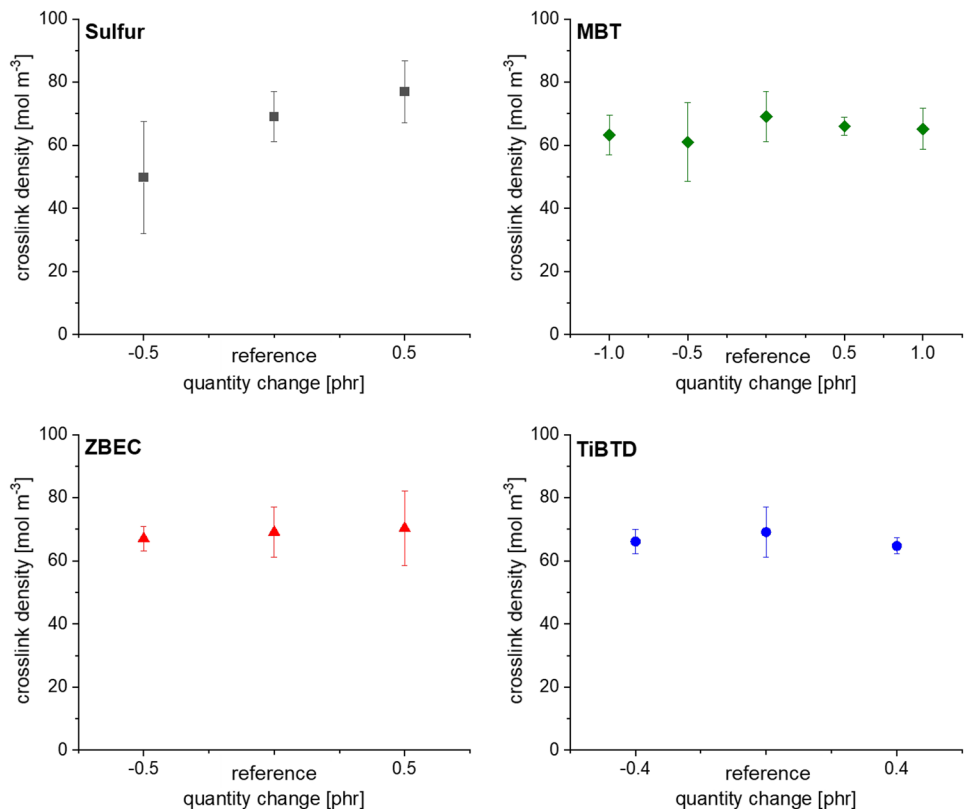 Sulfur
crosslink density [mol m⁻³]
100
80
60
40
20
0
-0.5 reference 0.5
quantity change [phr]
MBT
crosslink density [mol m⁻³]
100
80
60
40
20
0
-1.0 -0.5 reference 0.5 1.0
quantity change [phr]
ZBEC
crosslink density [mol m⁻³]
100
80
60
40
20
0
-0.5 reference 0.5
quantity change [phr]
TiBTD
crosslink density [mol m⁻³]
100
80
60
40
20
0
-0.4 reference 0.4
quantity change [phr]